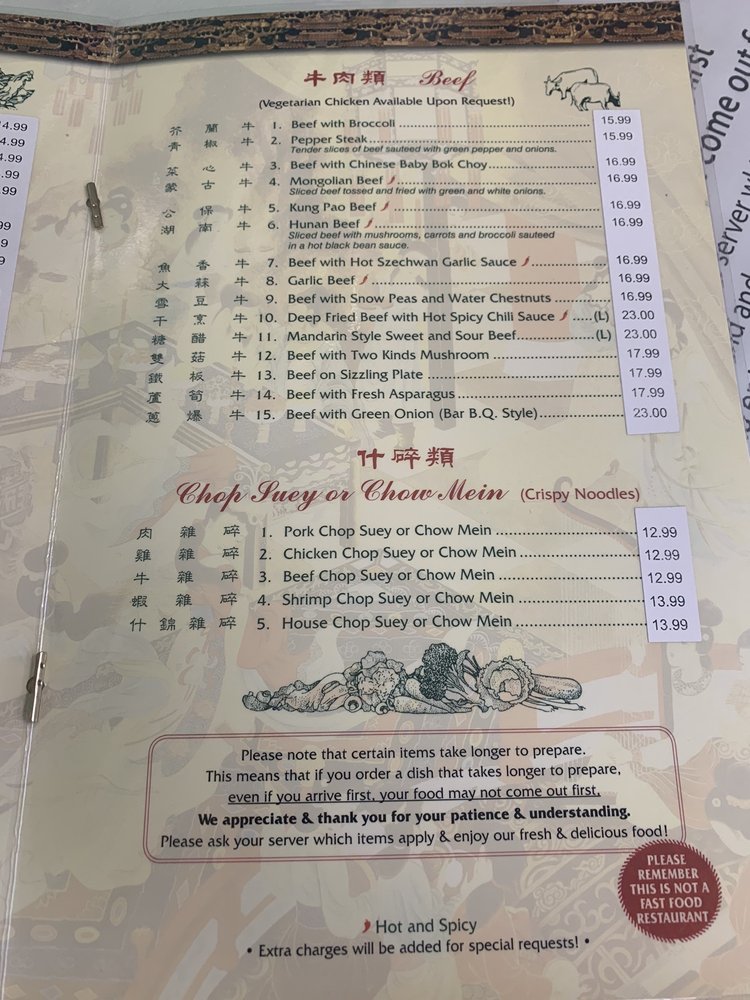 牛肉類 Beef
(Vegetarian Chicken Available Upon Request!)
芥蘭牛 1. Beef with Broccoli 15.99
青椒牛 2. Pepper Steak 15.99
Tender slices of beef sauteed with green pepper and onions.
菜心牛 3. Beef with Chinese Baby Bok Choy 16.99
蒙古牛 4. Mongolian Beef 16.99
Sliced beef tossed and fried with green and white onions.
公保牛 5. Kung Pao Beef 16.99
湖南牛 6. Hunan Beef 16.99
Sliced beef with mushrooms, carrots and broccoli sauteed
in a hot black bean sauce.
魚香牛 7. Beef with Hot Szechwan Garlic Sauce 16.99
大蒜牛 8. Garlic Beef 16.99
雪豆牛 9. Beef with Snow Peas and Water Chestnuts 16.99
干烹牛 10. Deep Fried Beef with Hot Spicy Chili Sauce (L) 23.00
糖醋牛 11. Mandarin Style Sweet and Sour Beef (L) 23.00
雙菇牛 12. Beef with Two Kinds Mushroom 17.99
鐵板牛 13. Beef on Sizzling Plate 17.99
蘆筍牛 14. Beef with Fresh Asparagus 17.99
蔥爆牛 15. Beef with Green Onion (Bar B.Q. Style) 23.00
什碎類
Chop Suey or Chow Mein (Crispy Noodles)
肉雜碎 1. Pork Chop Suey or Chow Mein 12.99
雞雜碎 2. Chicken Chop Suey or Chow Mein 12.99
牛雜碎 3. Beef Chop Suey or Chow Mein 12.99
蝦雜碎 4. Shrimp Chop Suey or Chow Mein 13.99
什錦雜碎 5. House Chop Suey or Chow Mein 13.99
Please note that certain items take longer to prepare.
This means that if you order a dish that takes longer to prepare,
even if you arrive first, your food may not come out first.
We appreciate & thank you for your patience & understanding.
Please ask your server which items apply & enjoy our fresh & delicious food!
PLEASE
REMEMBER
THIS IS NOT A
FAST FOOD
RESTAURANT
Hot and Spicy
• Extra charges will be added for special requests! •
come out
server
and